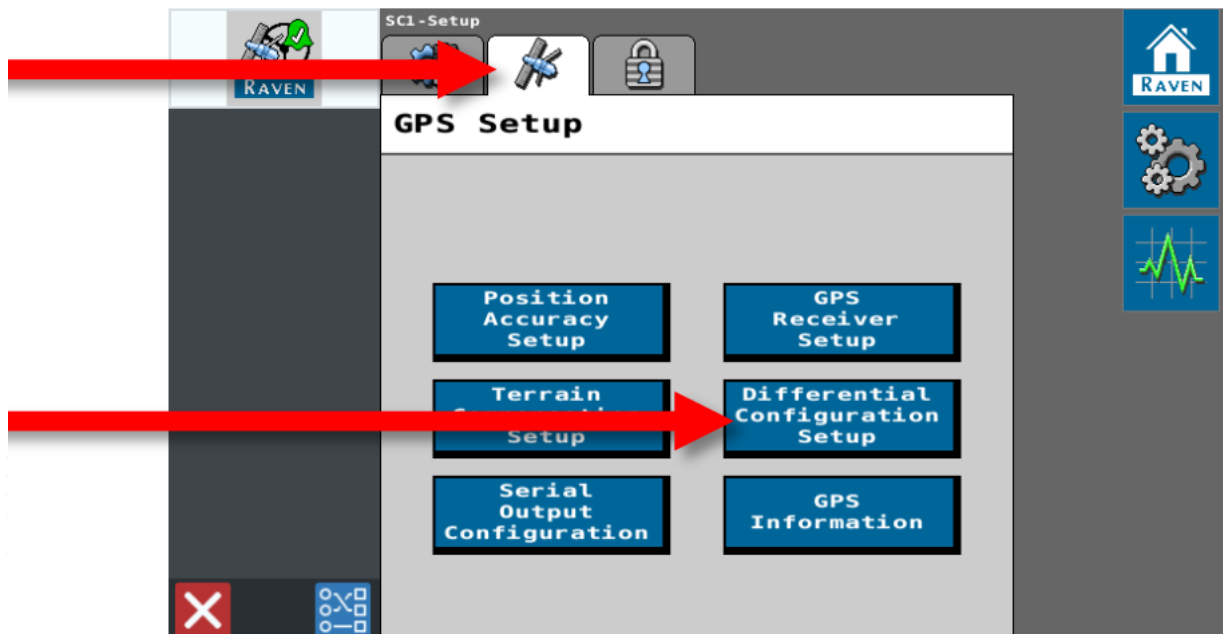 SC1-Setup
RAVEN
RAVEN
GPS Setup
Position
Accuracy
Setup
GPS
Receiver
Setup
Terrain
Setup
Differential
Configuration
Setup
Serial
Output
Configuration
GPS
Information